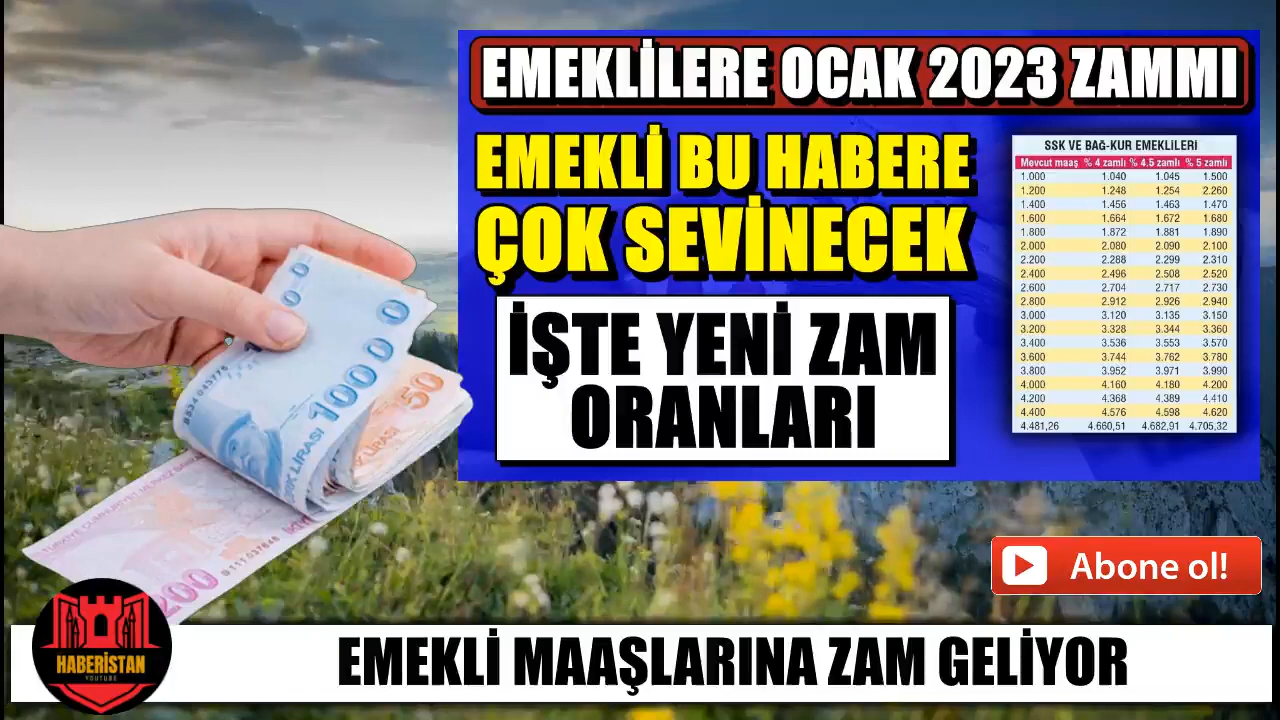 EMEKLİLERE OCAK 2023 ZAMMI
EMEKLİ BU HABERE
ÇOK SEVİNECEK
İŞTE YENİ ZAM
ORANLARI
SSK VE BAĞ-KUR EMEKLİLERİ
Mevcut maaş % 4 zamlı % 4.5 zamlı % 5 zamlı
1.000 1.040 1.045 1.500
1.200 1.248 1.254 2.260
1.400 1.456 1.463 1.470
1.600 1.664 1.672 1.680
1.800 1.872 1.881 1.890
2.000 2.080 2.090 2.100
2.200 2.288 2.299 2.310
2.400 2.496 2.508 2.520
2.600 2.704 2.717 2.730
2.800 2.912 2.926 2.940
3.000 3.120 3.135 3.150
3.200 3.328 3.344 3.360
3.400 3.536 3.553 3.570
3.600 3.744 3.762 3.780
3.800 3.952 3.971 3.990
4.000 4.160 4.180 4.200
4.200 4.368 4.389 4.410
4.400 4.576 4.598 4.620
4.481,26 4.660,51 4.682,91 4.705,32
100
50
200
Abone ol!
HABERİSTAN
YOUTUBE
EMEKLİ MAAŞLARINA ZAM GELİYOR